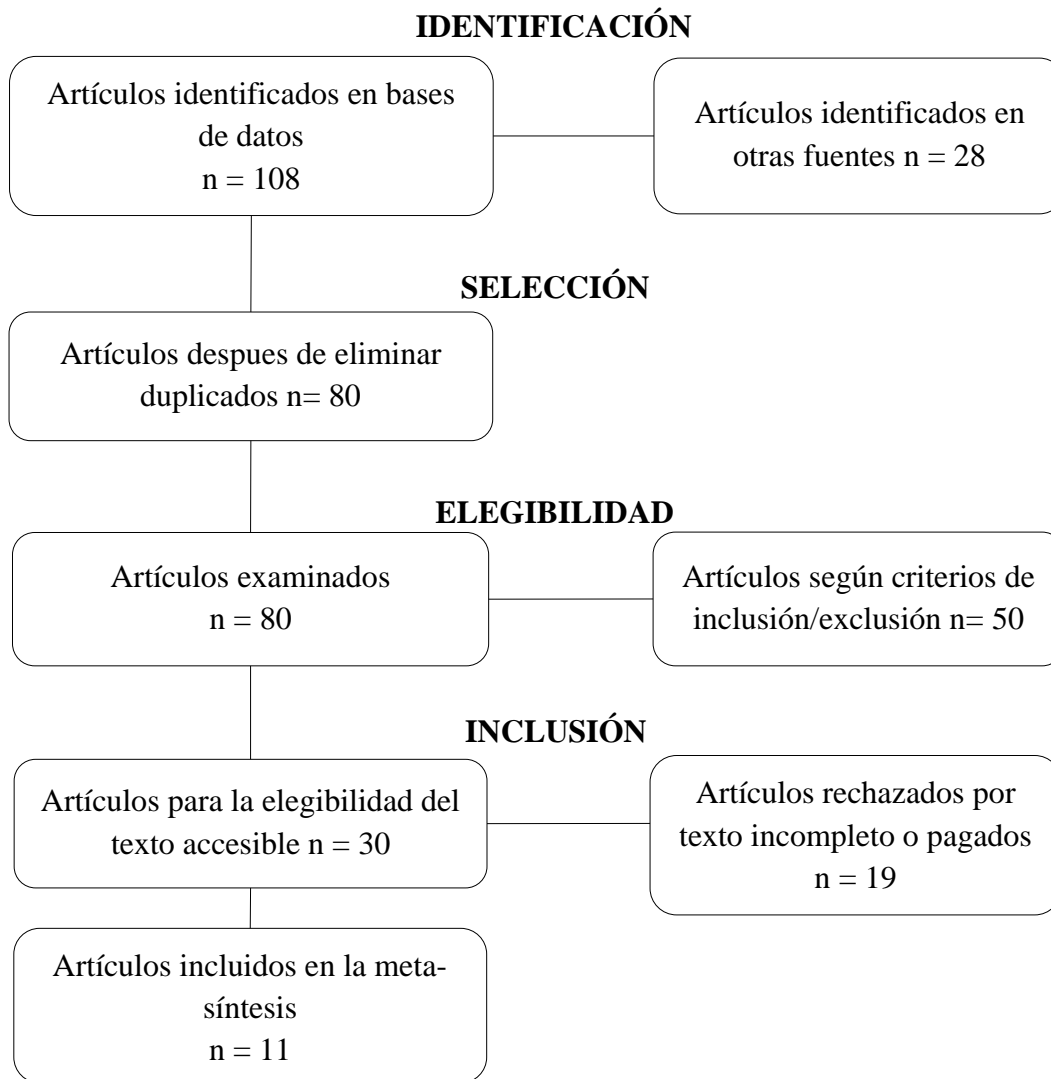 IDENTIFICACIÓN
Artículos identificados en bases
de datos
n = 108
Artículos identificados en
otras fuentes n = 28
SELECCIÓN
Artículos despues de eliminar
duplicados n= 80
ELEGIBILIDAD
Artículos examinados
n = 80
Artículos según criterios de
inclusión/exclusión n= 50
INCLUSIÓN
Artículos para la elegibilidad del
texto accesible n = 30
Artículos rechazados por
texto incompleto o pagados
n = 19
Artículos incluidos en la meta-
síntesis
n = 11